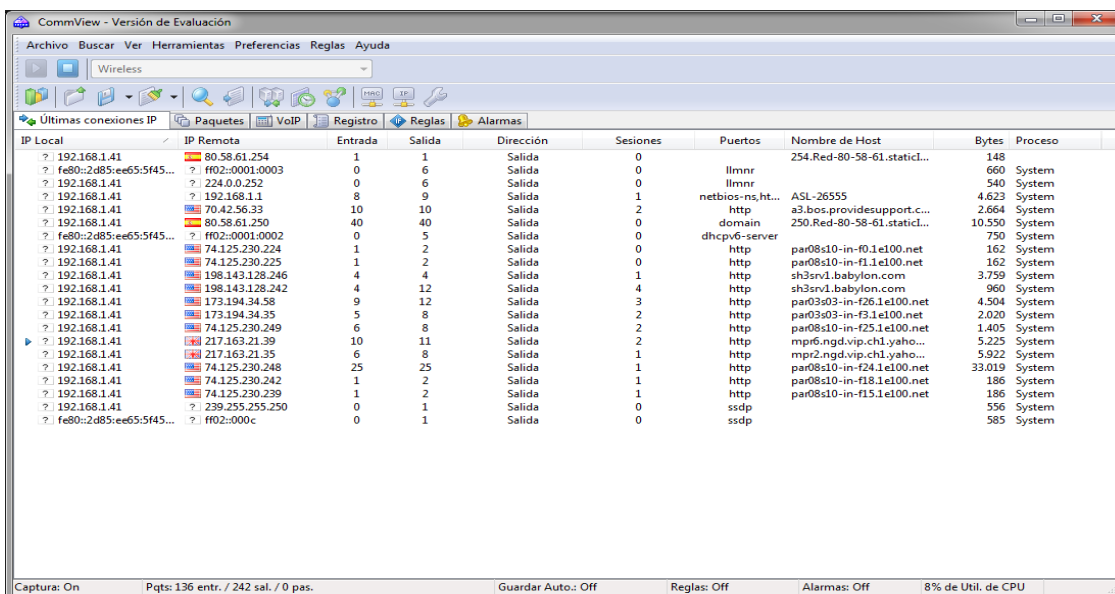 CommView - Versión de Evaluación
Archivo Buscar Ver Herramientas Preferencias Reglas Ayuda
Wireless
MAC IP
Últimas conexiones IP Paquetes VoIP Registro Reglas Alarmas
IP Local IP Remota Entrada Salida Dirección Sesiones Puertos Nombre de Host Bytes Proceso
? 192.168.1.41 80.58.61.254 1 1 Salida 0 254.Red-80-58-61.staticI... 148
? fe80::2d85:ee65:5f45... ? ff02::0001:0003 0 6 Salida 0 llmnr 660 System
? 192.168.1.41 ? 224.0.0.252 0 6 Salida 0 llmnr 540 System
? 192.168.1.41 ? 192.168.1.1 8 9 Salida 1 netbios-ns,ht... ASL-26555 4.623 System
? 192.168.1.41 70.42.56.33 10 10 Salida 2 http a3.bos.providesupport.c... 2.664 System
? 192.168.1.41 80.58.61.250 40 40 Salida 0 domain 250.Red-80-58-61.staticI... 10.550 System
? fe80::2d85:ee65:5f45... ? ff02::0001:0002 0 5 Salida 0 dhcpv6-server 750 System
? 192.168.1.41 74.125.230.224 1 2 Salida 0 http par08s10-in-f0.1e100.net 162 System
? 192.168.1.41 74.125.230.225 1 2 Salida 0 http par08s10-in-f1.1e100.net 162 System
? 192.168.1.41 198.143.128.246 4 4 Salida 1 http sh3srv1.babylon.com 3.759 System
? 192.168.1.41 198.143.128.242 4 12 Salida 4 http sh3srv1.babylon.com 960 System
? 192.168.1.41 173.194.34.58 9 12 Salida 3 http par03s03-in-f26.1e100.net 4.504 System
? 192.168.1.41 173.194.34.35 5 8 Salida 2 http par03s03-in-f3.1e100.net 2.020 System
? 192.168.1.41 74.125.230.249 6 8 Salida 2 http par08s10-in-f25.1e100.net 1.405 System
? 192.168.1.41 217.163.21.39 10 11 Salida 2 http mpr6.ngd.vip.ch1.yaho... 5.225 System
? 192.168.1.41 217.163.21.35 6 8 Salida 1 http mpr2.ngd.vip.ch1.yaho... 5.922 System
? 192.168.1.41 74.125.230.248 25 25 Salida 1 http par08s10-in-f24.1e100.net 33.019 System
? 192.168.1.41 74.125.230.242 1 2 Salida 1 http par08s10-in-f18.1e100.net 186 System
? 192.168.1.41 74.125.230.239 1 2 Salida 1 http par08s10-in-f15.1e100.net 186 System
? 192.168.1.41 ? 239.255.255.250 0 1 Salida 0 ssdp 556 System
? fe80::2d85:ee65:5f45... ? ff02::000c 0 1 Salida 0 ssdp 585 System
Captura: On Pqts: 136 entr. / 242 sal. / 0 pas. Guardar Auto.: Off Reglas: Off Alarmas: Off 8% de Util. de CPU